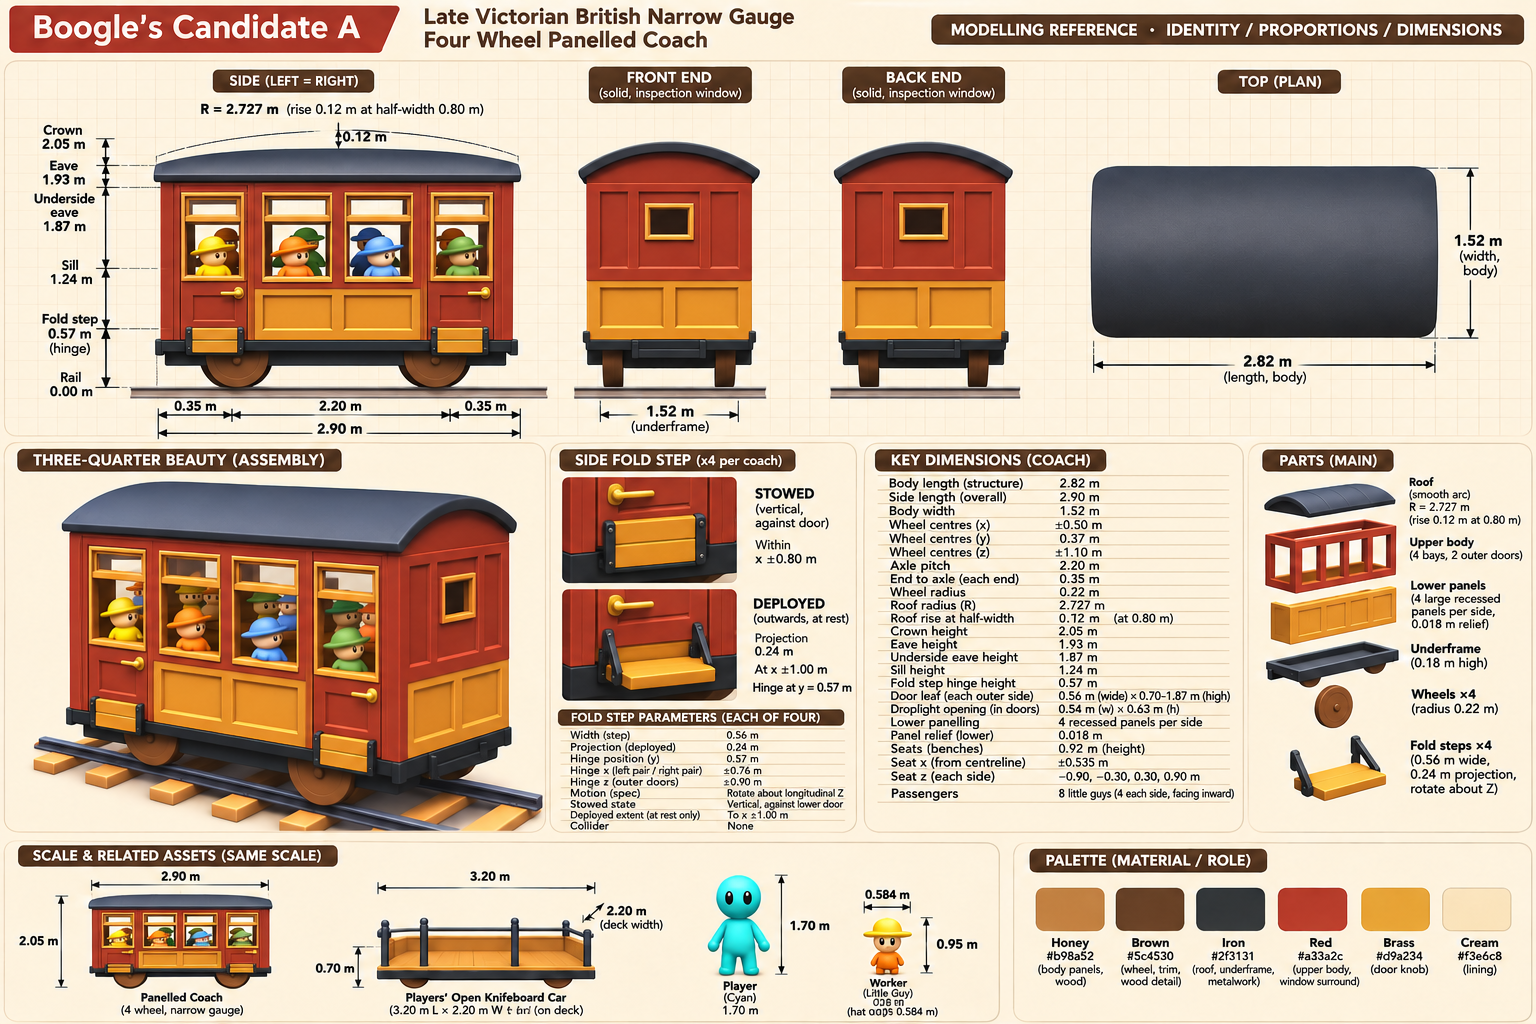 Boogle's Candidate A
Late Victorian British Narrow Gauge
Four Wheel Panelled Coach
MODELLING REFERENCE · IDENTITY / PROPORTIONS / DIMENSIONS
SIDE (LEFT = RIGHT)
R = 2.727 m (rise 0.12 m at half-width 0.80 m)
0.12 m
Crown
2.05 m
Eave
1.93 m
Underside
eave
1.87 m
Sill
1.24 m
Fold step
0.57 m
(hinge)
Rail
0.00 m
0.35 m
2.20 m
0.35 m
2.90 m
FRONT END
(solid, inspection window)
1.52 m
(underframe)
BACK END
(solid, inspection window)
TOP (PLAN)
1.52 m
(width,
body)
2.82 m
(length, body)
THREE-QUARTER BEAUTY (ASSEMBLY)
SIDE FOLD STEP (x4 per coach)
STOWED
(vertical,
against door)
Within
x ±0.80 m
DEPLOYED
(outwards, at rest)
Projection
0.24 m
At x ±1.00 m
Hinge at y = 0.57 m
FOLD STEP PARAMETERS (EACH OF FOUR)
Width (step) 0.56 m
Projection (deployed) 0.24 m
Hinge position (y) 0.57 m
Hinge x (left pair / right pair) ±0.76 m
Hinge z (outer doors) ±0.90 m
Motion (spec) Rotate about longitudinal Z
Stowed state Vertical, against lower door
Deployed extent (at rest only) To x ±1.00 m
Collider None
KEY DIMENSIONS (COACH)
Body length (structure) 2.82 m
Side length (overall) 2.90 m
Body width 1.52 m
Wheel centres (x) ±0.50 m
Wheel centres (y) 0.37 m
Wheel centres (z) ±1.10 m
Axle pitch 2.20 m
End to axle (each end) 0.35 m
Wheel radius 0.22 m
Roof radius (R) 2.727 m
Roof rise at half-width 0.12 m (at 0.80 m)
Crown height 2.05 m
Eave height 1.93 m
Underside eave height 1.87 m
Sill height 1.24 m
Fold step hinge height 0.57 m
Door leaf (each outer side) 0.56 m (wide) × 0.70–1.87 m (high)
Droplight opening (in doors) 0.54 m (w) × 0.63 m (h)
Lower panelling 4 recessed panels per side
Panel relief (lower) 0.018 m
Seats (benches) 0.92 m (height)
Seat x (from centreline) ±0.535 m
Seat z (each side) −0.90, −0.30, 0.30, 0.90 m
Passengers 8 little guys (4 each side, facing inward)
PARTS (MAIN)
Roof
(smooth arc)
R = 2.727 m
(rise 0.12 m at 0.80 m)
Upper body
(4 bays, 2 outer doors)
Lower panels
(4 large recessed
panels per side,
0.018 m relief)
Underframe
(0.18 m high)
Wheels ×4
(radius 0.22 m)
Fold steps ×4
(0.56 m wide,
0.24 m projection,
rotate about Z)
SCALE & RELATED ASSETS (SAME SCALE)
2.90 m
2.05 m
Panelled Coach
(4 wheel, narrow gauge)
3.20 m
2.20 m
(deck width)
0.70 m
Players' Open Knifeboard Car
(3.20 m L × 2.20 m W (on deck)
1.70 m
Player
(Cyan)
1.70 m
0.584 m
0.95 m
Worker
(Little Guy)
(hat 0.584 m)
PALETTE (MATERIAL / ROLE)
Honey
#b98a52
(body panels,
wood)
Brown
#5c4530
(wheel, trim,
wood detail)
Iron
#2f3131
(roof, underframe,
metalwork)
Red
#a33a2c
(upper body,
window surround)
Brass
#d9a234
(door knob)
Cream
#f3e6c8
(lining)